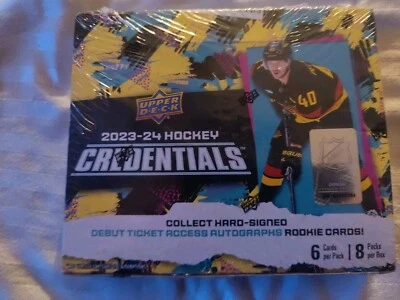 UPPER
DECK
2023-24 HOCKEY
CREDENTIALS
40
COLLECT HARD-SIGNED
DEBUT TICKET ACCESS AUTOGRAPHS ROOKIE CARDS!
6 Cards per Pack | 8 Packs per Box